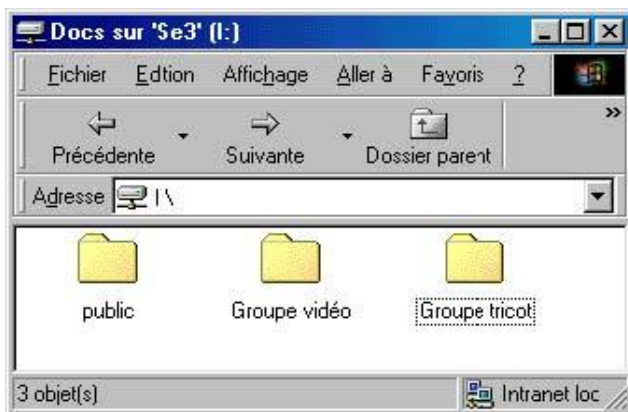 Docs sur 'Se3' (I:)
Fichier Edtion Affichage Aller à Favoris ?
Précédente Suivante Dossier parent »
Adresse I\
public Groupe vidéo Groupe tricot
3 objet(s) Intranet loc